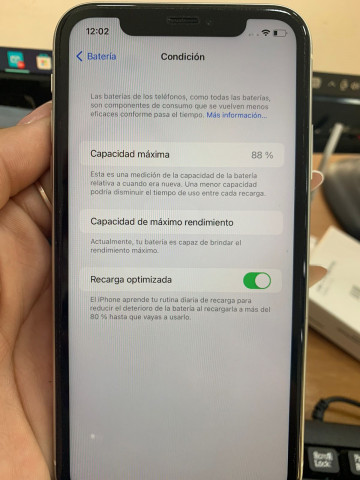 12:02
Batería
Condición
Las baterías de los teléfonos, como todas las baterías,
son componentes de consumo que se vuelven menos
eficaces conforme pasa el tiempo. Más información...
Capacidad máxima 88 %
Esta es una medición de la capacidad de la batería
relativa a cuando era nueva. Una menor capacidad
podría disminuir el tiempo de uso entre cada recarga.
Capacidad de máximo rendimiento
Actualmente, tu batería es capaz de brindar el
rendimiento máximo.
Recarga optimizada
El iPhone aprende tu rutina diaria de recarga para
reducir el deterioro de la batería al recargarla a más del
80 % hasta que vayas a usarlo.
Scroll
Lock